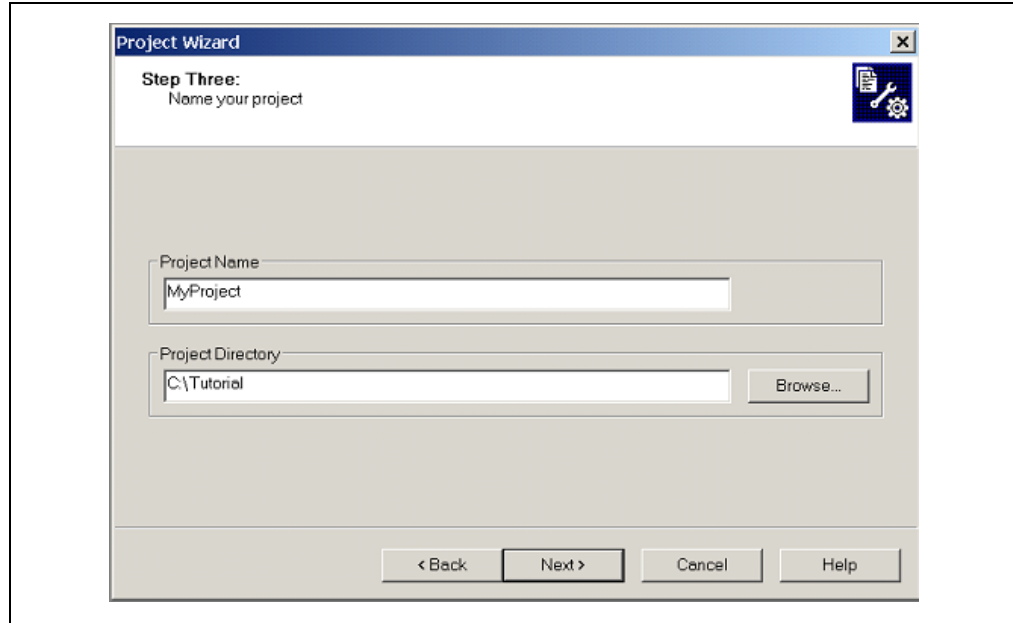 Project Wizard
Step Three:
Name your project
Project Name
MyProject
Project Directory
C:\Tutorial
Browse...
< Back
Next >
Cancel
Help